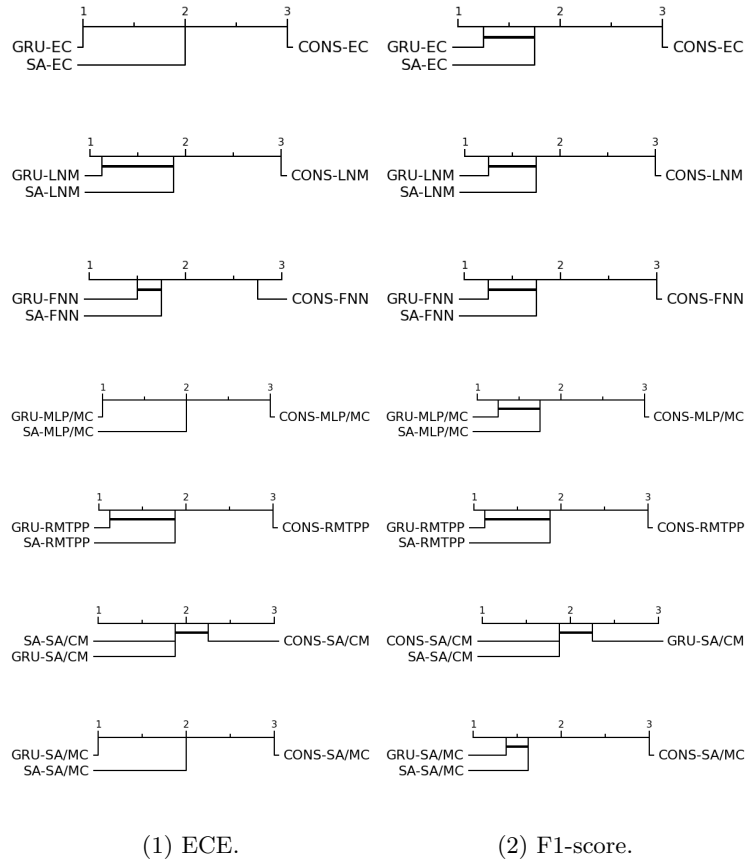 1 2 3
GRU-EC CONS-EC
SA-EC
1 2 3
GRU-EC CONS-EC
SA-EC
1 2 3
GRU-LNM CONS-LNM
SA-LNM
1 2 3
GRU-LNM CONS-LNM
SA-LNM
1 2 3
GRU-FNN CONS-FNN
SA-FNN
1 2 3
GRU-FNN CONS-FNN
SA-FNN
1 2 3
GRU-MLP/MC CONS-MLP/MC
SA-MLP/MC
1 2 3
GRU-MLP/MC CONS-MLP/MC
SA-MLP/MC
1 2 3
GRU-RMTPP CONS-RMTPP
SA-RMTPP
1 2 3
GRU-RMTPP CONS-RMTPP
SA-RMTPP
1 2 3
SA-SA/CM CONS-SA/CM
GRU-SA/CM
1 2 3
CONS-SA/CM GRU-SA/CM
SA-SA/CM
1 2 3
GRU-SA/MC CONS-SA/MC
SA-SA/MC
1 2 3
GRU-SA/MC CONS-SA/MC
SA-SA/MC
(1) ECE.
(2) F1-score.